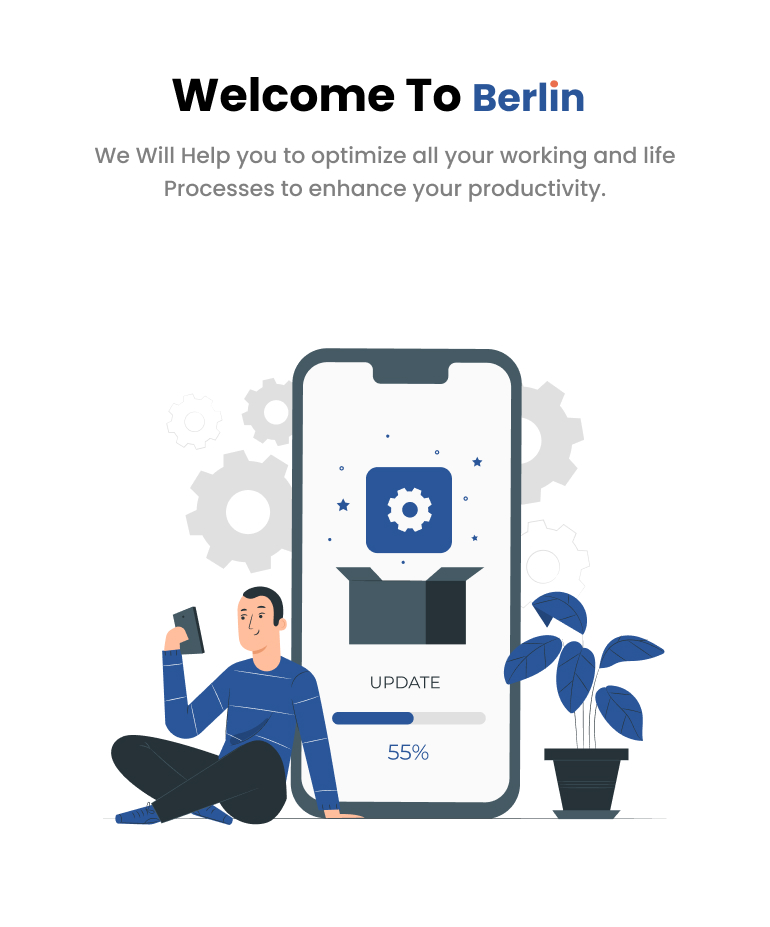 Welcome To Berlin
We Will Help you to optimize all your working and life
Processes to enhance your productivity.
UPDATE
55%